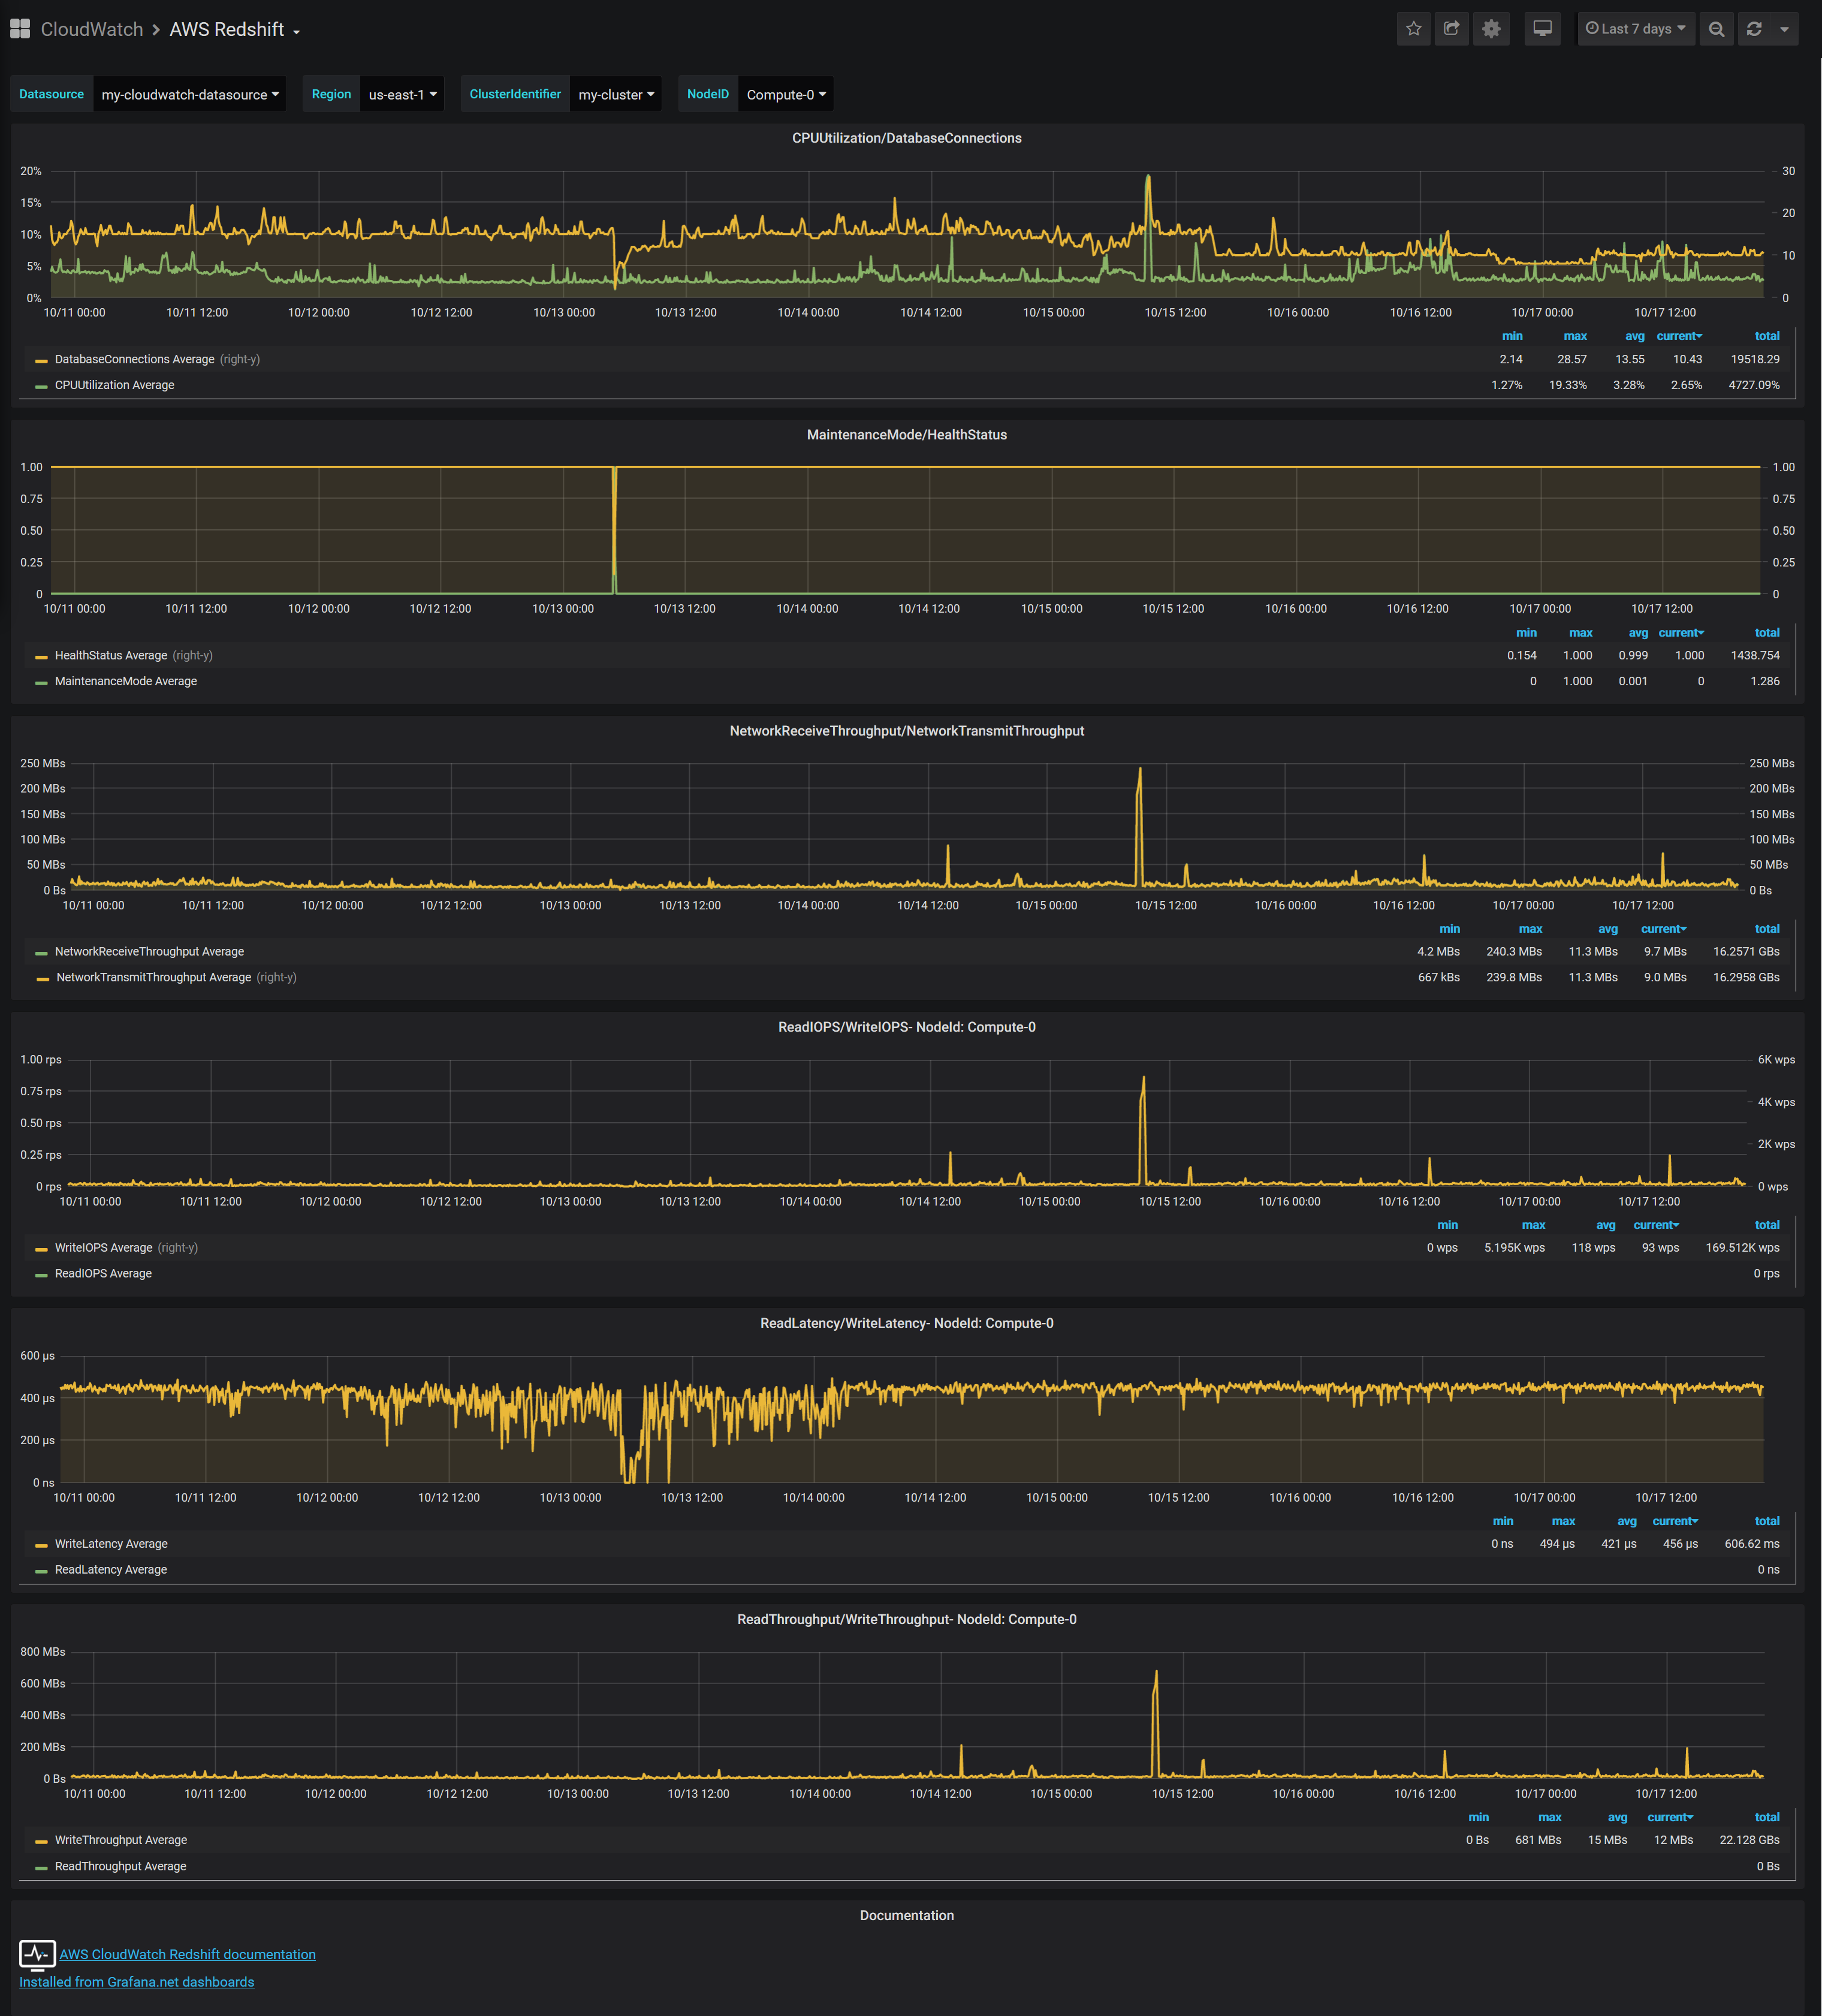 CloudWatch > AWS Redshift
Last 7 days
Datasource my-cloudwatch-datasource Region us-east-1 ClusterIdentifier my-cluster NodeID Compute-0
CPUUtilization/DatabaseConnections
20% 30
15%
20
10%
10
5%
0% 0
10/11 00:00 10/11 12:00 10/12 00:00 10/12 12:00 10/13 00:00 10/13 12:00 10/14 00:00 10/14 12:00 10/15 00:00 10/15 12:00 10/16 00:00 10/16 12:00 10/17 00:00 10/17 12:00
min max avg current total
DatabaseConnections Average (right-y) 2.14 28.57 13.55 10.43 19518.29
CPUUtilization Average 1.27% 19.33% 3.28% 2.65% 4727.09%
MaintenanceMode/HealthStatus
1.00 1.00
0.75 0.75
0.50 0.50
0.25 0.25
0 0
10/11 00:00 10/11 12:00 10/12 00:00 10/12 12:00 10/13 00:00 10/13 12:00 10/14 00:00 10/14 12:00 10/15 00:00 10/15 12:00 10/16 00:00 10/16 12:00 10/17 00:00 10/17 12:00
min max avg current total
HealthStatus Average (right-y) 0.154 1.000 0.999 1.000 1438.754
MaintenanceMode Average 0 1.000 0.001 0 1.286
NetworkReceiveThroughput/NetworkTransmitThroughput
250 MBs 250 MBs
200 MBs 200 MBs
150 MBs 150 MBs
100 MBs 100 MBs
50 MBs 50 MBs
0 Bs 0 Bs
10/11 00:00 10/11 12:00 10/12 00:00 10/12 12:00 10/13 00:00 10/13 12:00 10/14 00:00 10/14 12:00 10/15 00:00 10/15 12:00 10/16 00:00 10/16 12:00 10/17 00:00 10/17 12:00
min max avg current total
NetworkReceiveThroughput Average 4.2 MBs 240.3 MBs 11.3 MBs 9.7 MBs 16.2571 GBs
NetworkTransmitThroughput Average (right-y) 667 kBs 239.8 MBs 11.3 MBs 9.0 MBs 16.2958 GBs
ReadIOPS/WriteIOPS- NodeId: Compute-0
1.00 rps 6K wps
0.75 rps
4K wps
0.50 rps
2K wps
0.25 rps
0 rps 0 wps
10/11 00:00 10/11 12:00 10/12 00:00 10/12 12:00 10/13 00:00 10/13 12:00 10/14 00:00 10/14 12:00 10/15 00:00 10/15 12:00 10/16 00:00 10/16 12:00 10/17 00:00 10/17 12:00
min max avg current total
WriteIOPS Average (right-y) 0 wps 5.195K wps 118 wps 93 wps 169.512K wps
ReadIOPS Average 0 rps
ReadLatency/WriteLatency- NodeId: Compute-0
600 µs
400 µs
200 µs
0 ns
10/11 00:00 10/11 12:00 10/12 00:00 10/12 12:00 10/13 00:00 10/13 12:00 10/14 00:00 10/14 12:00 10/15 00:00 10/15 12:00 10/16 00:00 10/16 12:00 10/17 00:00 10/17 12:00
min max avg current total
WriteLatency Average 0 ns 494 µs 421 µs 456 µs 606.62 ms
ReadLatency Average 0 ns
ReadThroughput/WriteThroughput- NodeId: Compute-0
800 MBs
600 MBs
400 MBs
200 MBs
0 Bs
10/11 00:00 10/11 12:00 10/12 00:00 10/12 12:00 10/13 00:00 10/13 12:00 10/14 00:00 10/14 12:00 10/15 00:00 10/15 12:00 10/16 00:00 10/16 12:00 10/17 00:00 10/17 12:00
min max avg current total
WriteThroughput Average 0 Bs 681 MBs 15 MBs 12 MBs 22.128 GBs
ReadThroughput Average 0 Bs
Documentation
AWS CloudWatch Redshift documentation
Installed from Grafana.net dashboards